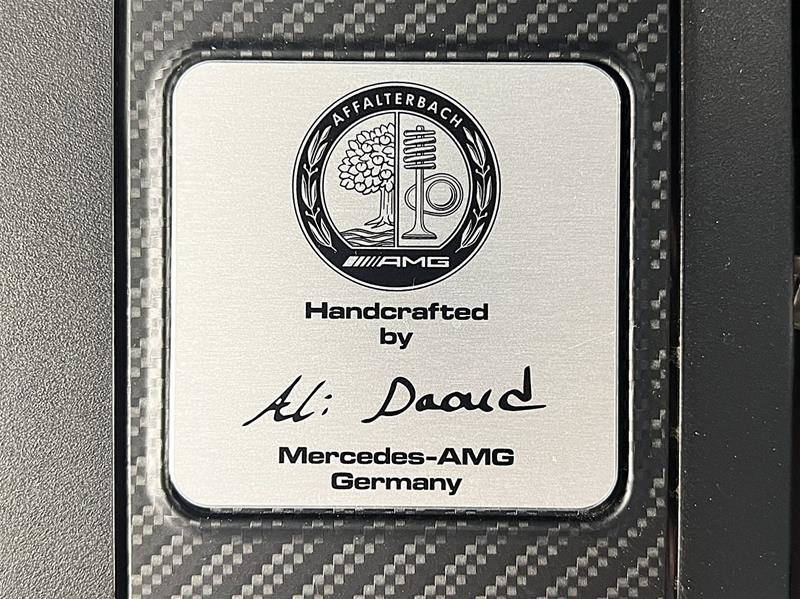 AFFALTERBACH
AMG
Handcrafted
by
Ali Daoud
Mercedes-AMG
Germany